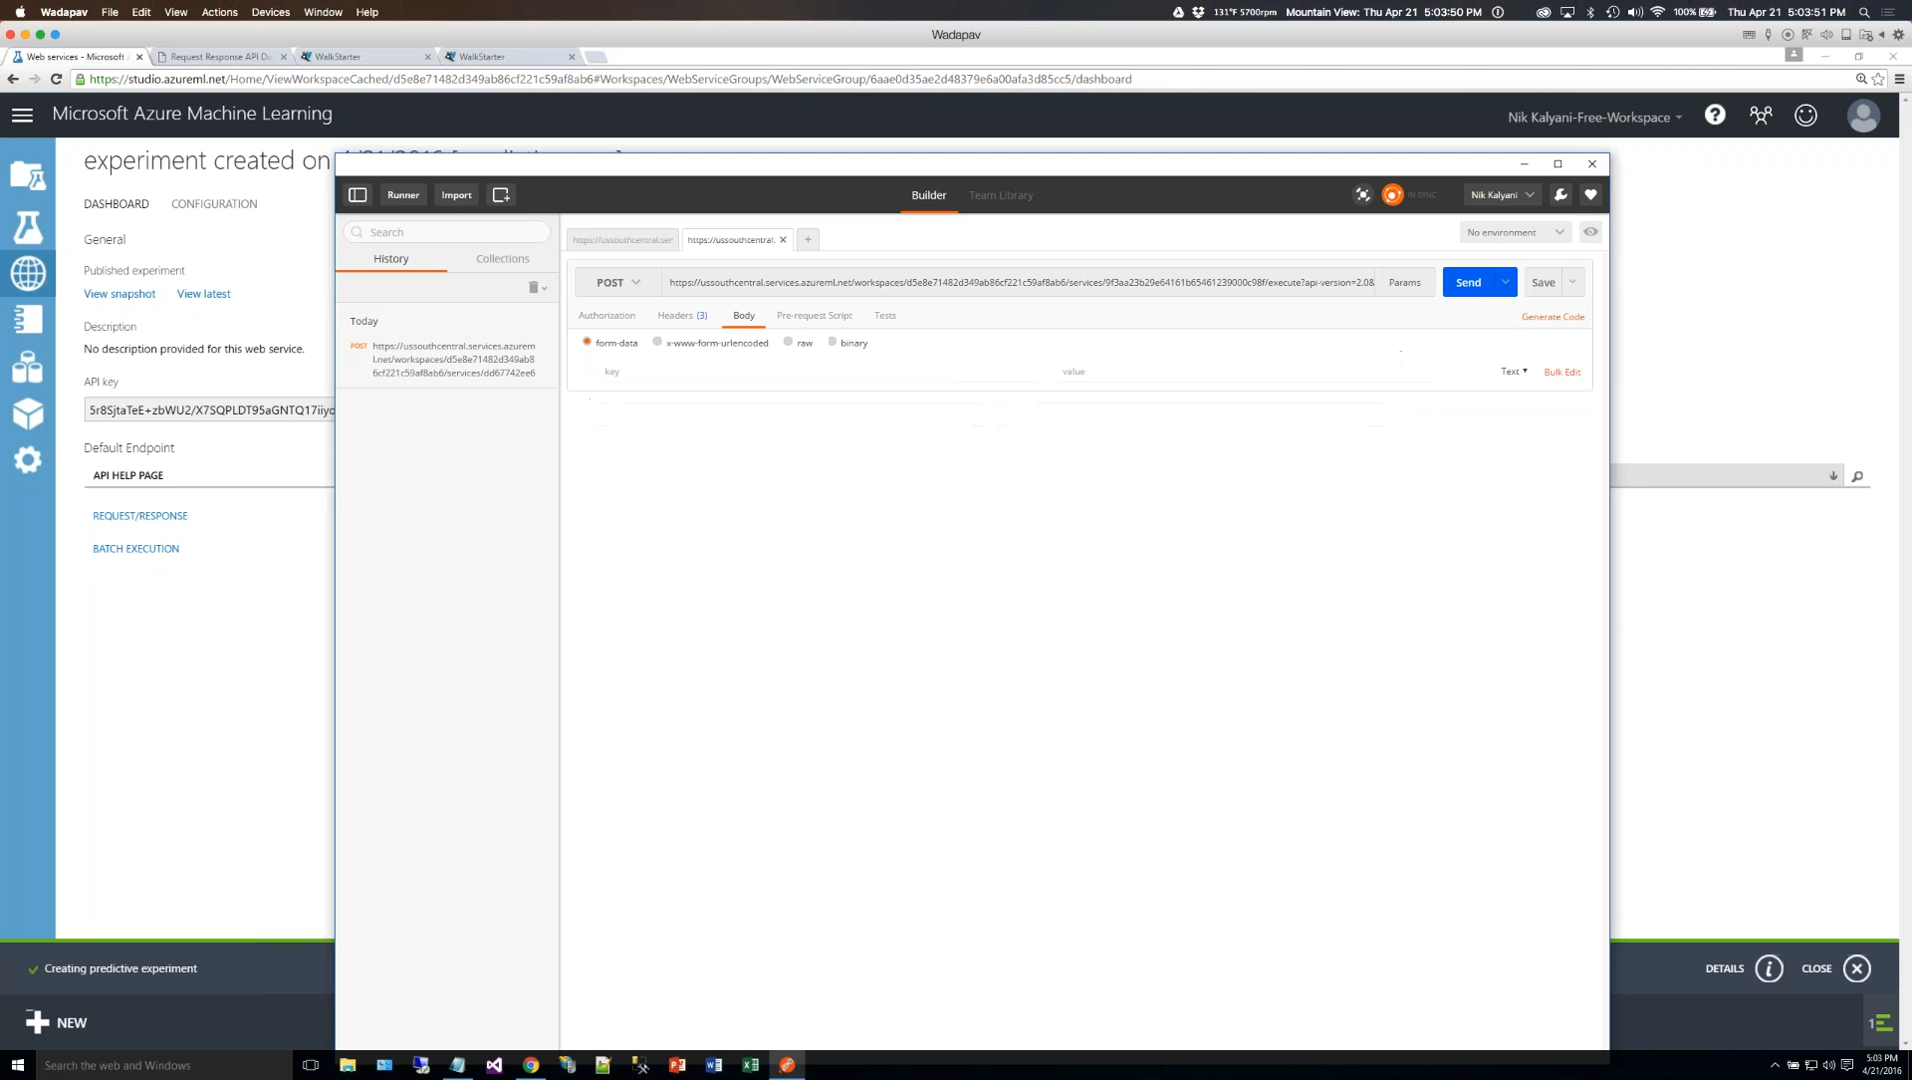 Wadapav File Edit View Actions Devices Window Help
131°F 5700rpm Mountain View: Thu Apr 21 5:03:50 PM 100% Thu Apr 21 5:03:51 PM
Wadapav
Web services - Microsoft Request Response API Do WalkStarter WalkStarter
https://studio.azureml.net/Home/ViewWorkspaceCached/d5e8e71482d349ab86cf221c59af8ab6#Workspaces/WebServiceGroups/WebServiceGroup/6aae0d35ae2d48379e6a00afa3d85cc5/dashboard
Microsoft Azure Machine Learning
Nik Kalyani-Free-Workspace
experiment created on
DASHBOARD CONFIGURATION
General
Published experiment
View snapshot View latest
Description
No description provided for this web service.
API key
5r8SjtaTeE+zbWU2/X7SQPLDT95aGNTQ17iiyo
Default Endpoint
API HELP PAGE
REQUEST/RESPONSE
BATCH EXECUTION
Runner Import
Builder Team Library
IN SYNC Nik Kalyani
Search
History Collections
Today
POST https://ussouthcentral.services.azurem
l.net/workspaces/d5e8e71482d349ab8
6cf221c59af8ab6/services/dd67742ee6
https://ussouthcentral.ser https://ussouthcentral. +
No environment
POST https://ussouthcentral.services.azureml.net/workspaces/d5e8e71482d349ab86cf221c59af8ab6/services/9f3aa23b29e64161b65461239000c98f/execute?api-version=2.0& Params Send Save
Authorization Headers (3) Body Pre-request Script Tests Generate Code
form-data x-www-form-urlencoded raw binary
key value Text Bulk Edit
Creating predictive experiment
DETAILS CLOSE
NEW
1
Search the web and Windows
5:03 PM
4/21/2016